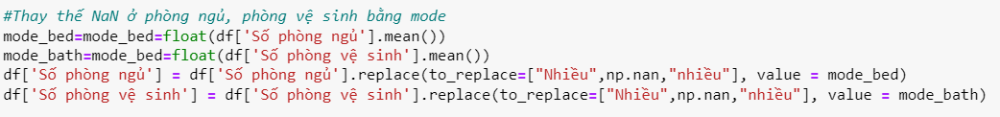 #Thay thế NaN ở phòng ngủ, phòng vệ sinh bằng mode
mode_bed=mode_bed=float(df['Số phòng ngủ'].mean())
mode_bath=mode_bed=float(df['Số phòng vệ sinh'].mean())
df['Số phòng ngủ'] = df['Số phòng ngủ'].replace(to_replace=["Nhiều",np.nan,"nhiều"], value = mode_bed)
df['Số phòng vệ sinh'] = df['Số phòng vệ sinh'].replace(to_replace=["Nhiều",np.nan,"nhiều"], value = mode_bath)